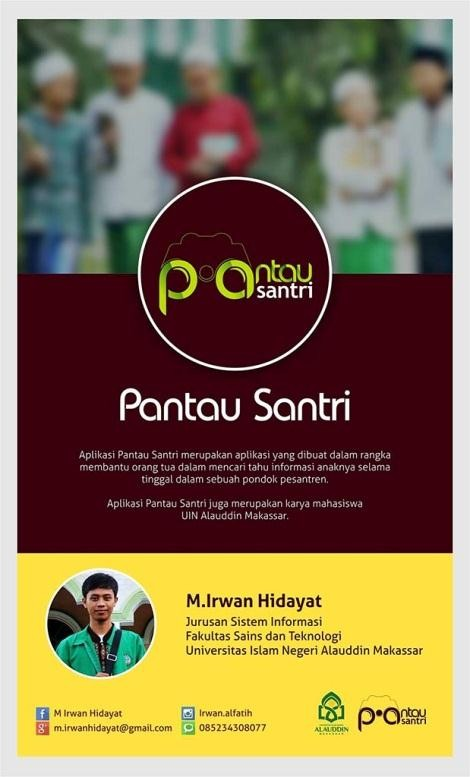 pantau
santri
Pantau Santri
Aplikasi Pantau Santri merupakan aplikasi yang dibuat dalam rangka
membantu orang tua dalam mencari tahu informasi anaknya selama
tinggal dalam sebuah pondok pesantren.
Aplikasi Pantau Santri juga merupakan karya mahasiswa
UIN Alauddin Makassar.
M.Irwan Hidayat
Jurusan Sistem Informasi
Fakultas Sains dan Teknologi
Universitas Islam Negeri Alauddin Makassar
M Irwan Hidayat
Irwan.alfatih
m.irwanhidayat@gmail.com
085234308077
ALAUDDIN
pantau
santri